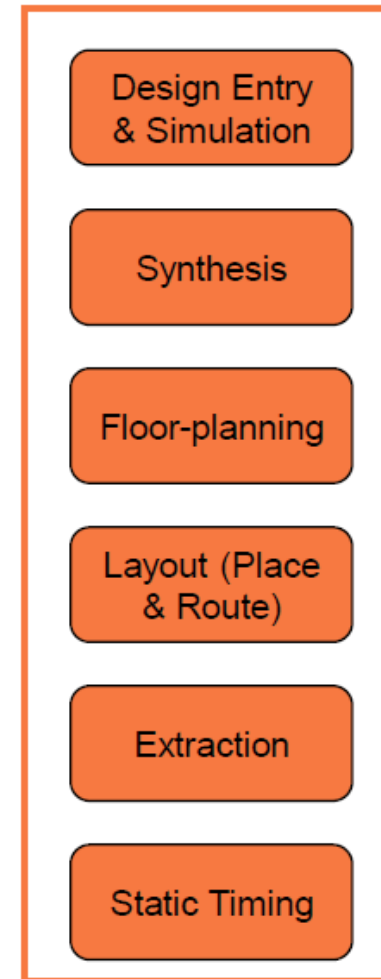 Design Entry
& Simulation
Synthesis
Floor-planning
Layout (Place
& Route)
Extraction
Static Timing